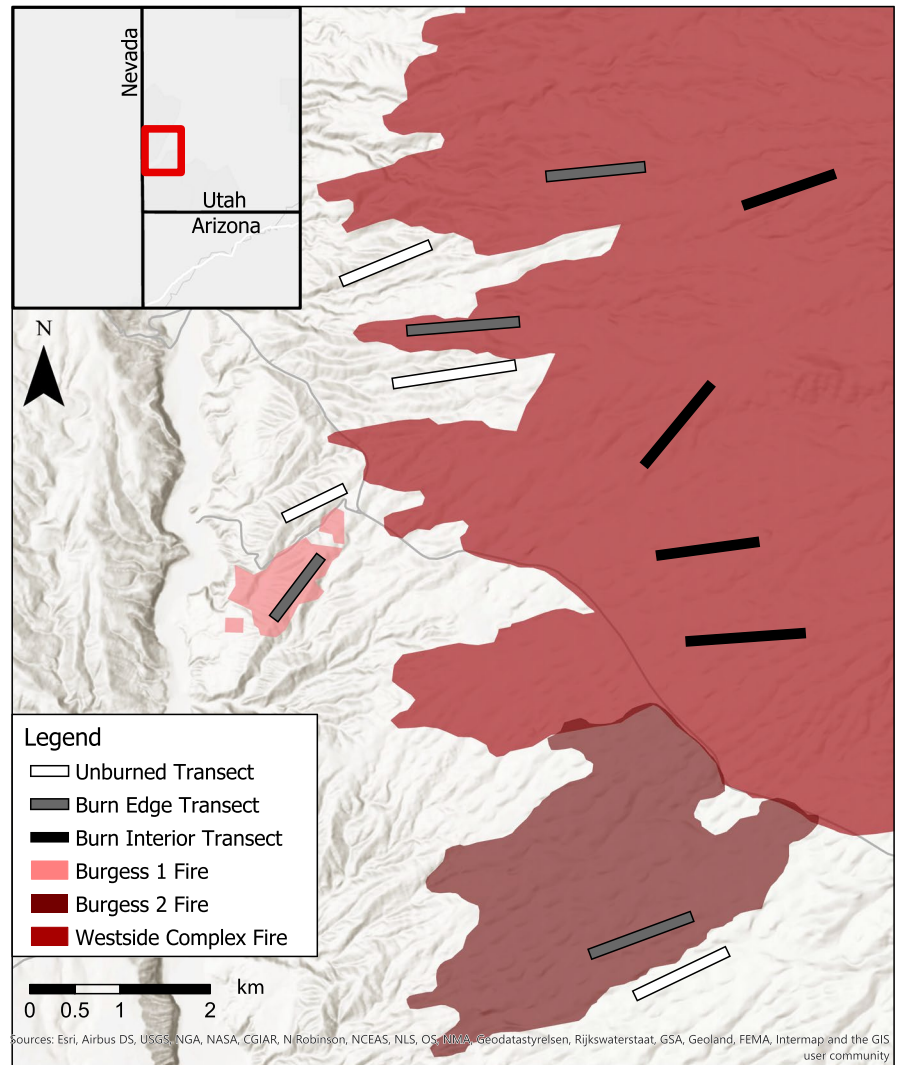 Nevada
Utah
Arizona
N
Legend
Unburned Transect
Burn Edge Transect
Burn Interior Transect
Burgess 1 Fire
Burgess 2 Fire
Westside Complex Fire
km
0 0.5 1 2
Sources: Esri, Airbus DS, USGS, NGA, NASA, CGIAR, N Robinson, NCEAS, NLS, OS, NMA, Geodatastyrelsen, Rijkswaterstaat, GSA, Geoland, FEMA, Intermap and the GIS
user community